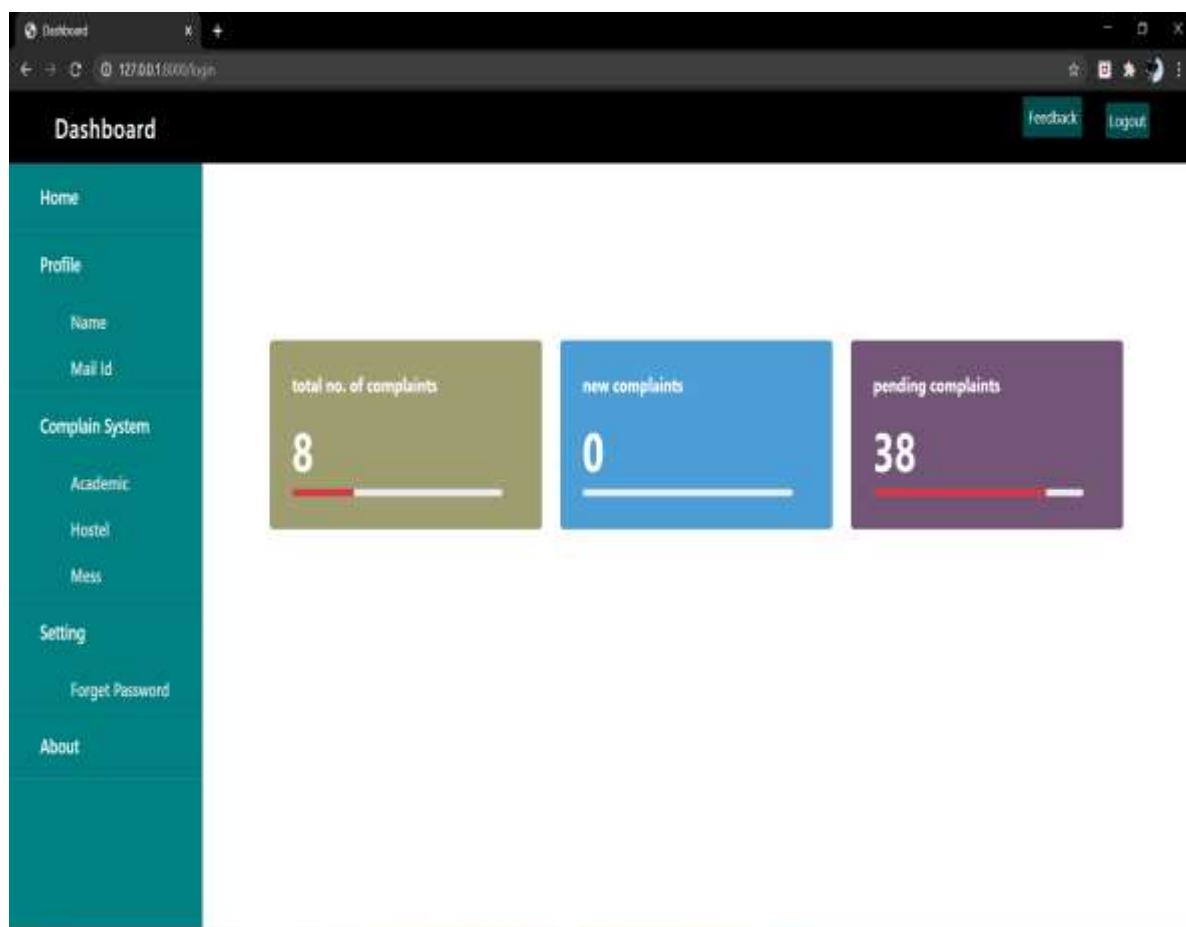 Dashboard
127.0.0.1:8000/login
Dashboard
Feedback
Logout
Home
Profile
Name
Mail Id
Complain System
Academic
Hostel
Mess
Setting
Forget Password
About
total no. of complaints
8
new complaints
0
pending complaints
38